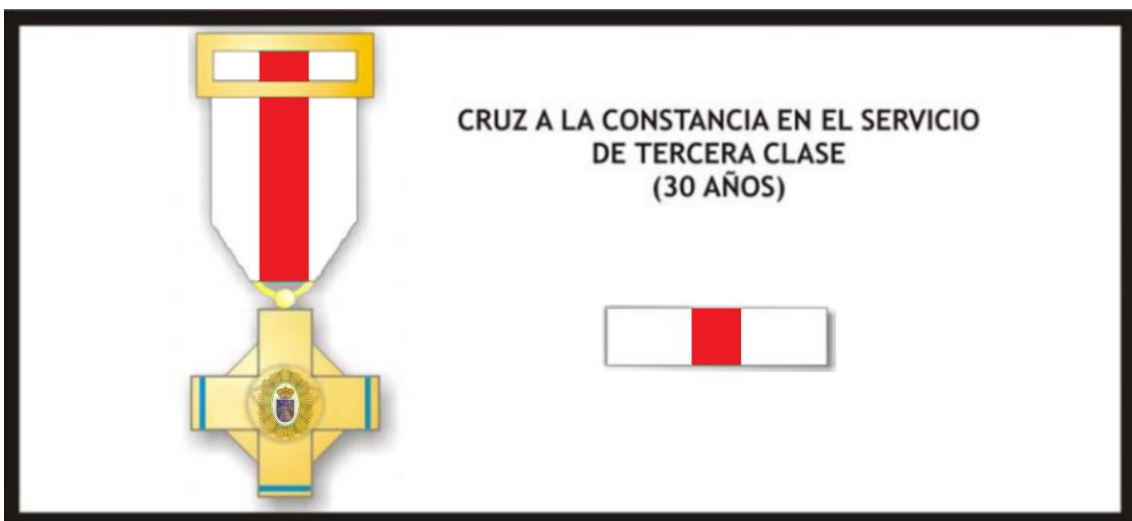 CRUZ A LA CONSTANCIA EN EL SERVICIO
DE TERCERA CLASE
(30 AÑOS)